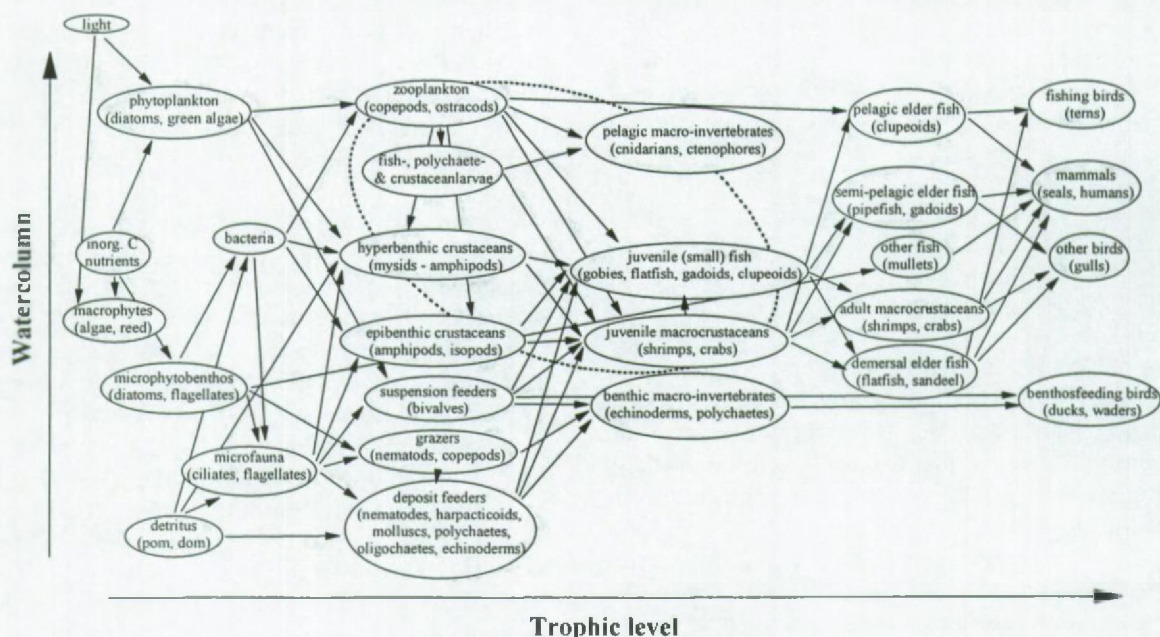 light
phytoplankton
(diatoms, green algae)
zooplankton
(copepods, ostracods)
pelagic elder fish
(clupeoids)
fishing birds
(terns)
pelagic macro-invertebrates
(cnidarians, ctenophores)
fish-, polychaete-
& crustaceanlarvae
semi-pelagic elder fish
(pipefish, gadoids)
mammals
(seals, humans)
inorg. C
nutrients
bacteria
hyperbenthic crustaceans
(mysids - amphipods)
juvenile (small) fish
(gobies, flatfish, gadoids, clupeoids)
other fish
(mullets)
other birds
(gulls)
macrophytes
(algae, reed)
epibenthic crustaceans
(amphipods, isopods)
juvenile macrocrustaceans
(shrimps, crabs)
adult macrocrustaceans
(shrimps, crabs)
microphytobenthos
(diatoms, flagellates)
suspension feeders
(bivalves)
benthic macro-invertebrates
(echinoderms, polychaetes)
demersal elder fish
(flatfish, sandeel)
benthosfeeding birds
(ducks, waders)
microfauna
(ciliates, flagellates)
grazers
(nematods, copepods)
detritus
(pom, dom)
deposit feeders
(nematodes, harpacticoids,
molluscs, polychaetes,
oligochaetes, echinoderms)
Watercolumn
Trophic level